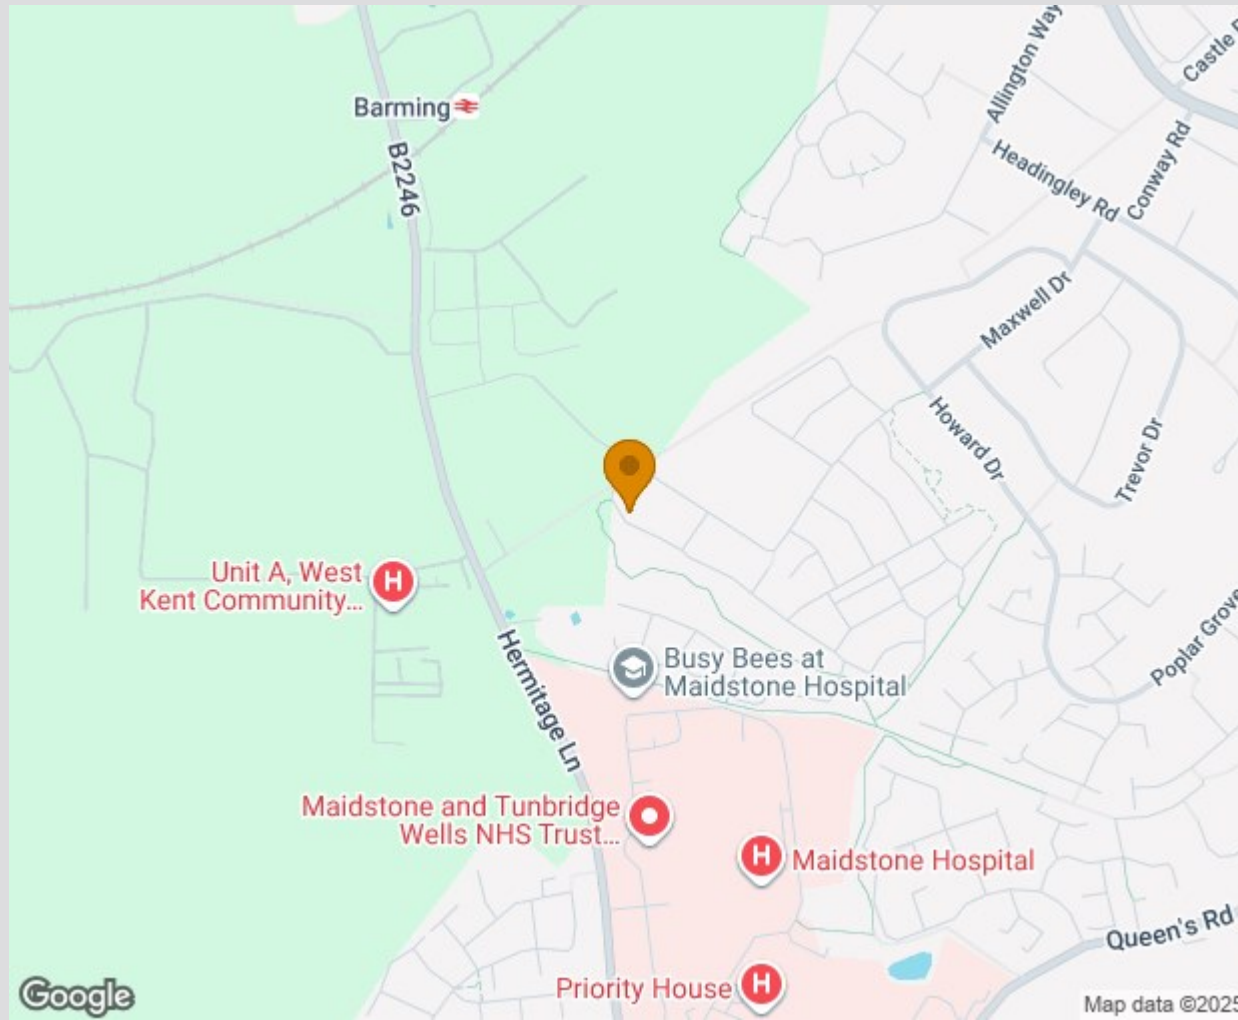 Allington Way
Castle
Barming
B2246
Headingley Rd
Conway Rd
Maxwell Dr
Howard Dr
Trevor Dr
Unit A, West
Kent Community...
Hermitage Ln
Busy Bees at
Maidstone Hospital
Poplar Grove
Maidstone and Tunbridge
Wells NHS Trust...
Maidstone Hospital
Queen's Rd
Priority House
Google
Map data ©2025
H
H
H